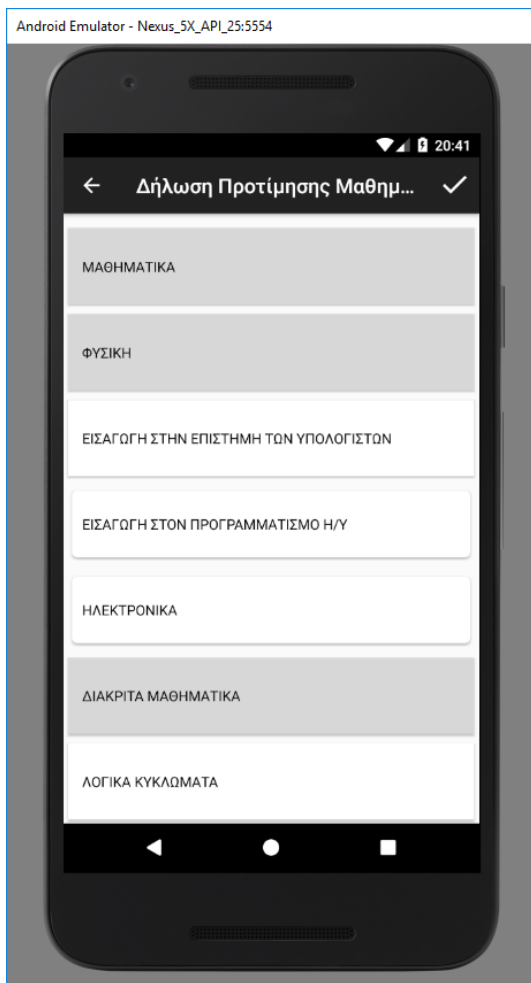 Android Emulator - Nexus_5X_API_25:5554
20:41
Δήλωση Προτίμησης Μαθημ...
ΜΑΘΗΜΑΤΙΚΑ
ΦΥΣΙΚΗ
ΕΙΣΑΓΩΓΗ ΣΤΗΝ ΕΠΙΣΤΗΜΗ ΤΩΝ ΥΠΟΛΟΓΙΣΤΩΝ
ΕΙΣΑΓΩΓΗ ΣΤΟΝ ΠΡΟΓΡΑΜΜΑΤΙΣΜΟ Η/Υ
ΗΛΕΚΤΡΟΝΙΚΑ
ΔΙΑΚΡΙΤΑ ΜΑΘΗΜΑΤΙΚΑ
ΛΟΓΙΚΑ ΚΥΚΛΩΜΑΤΑ